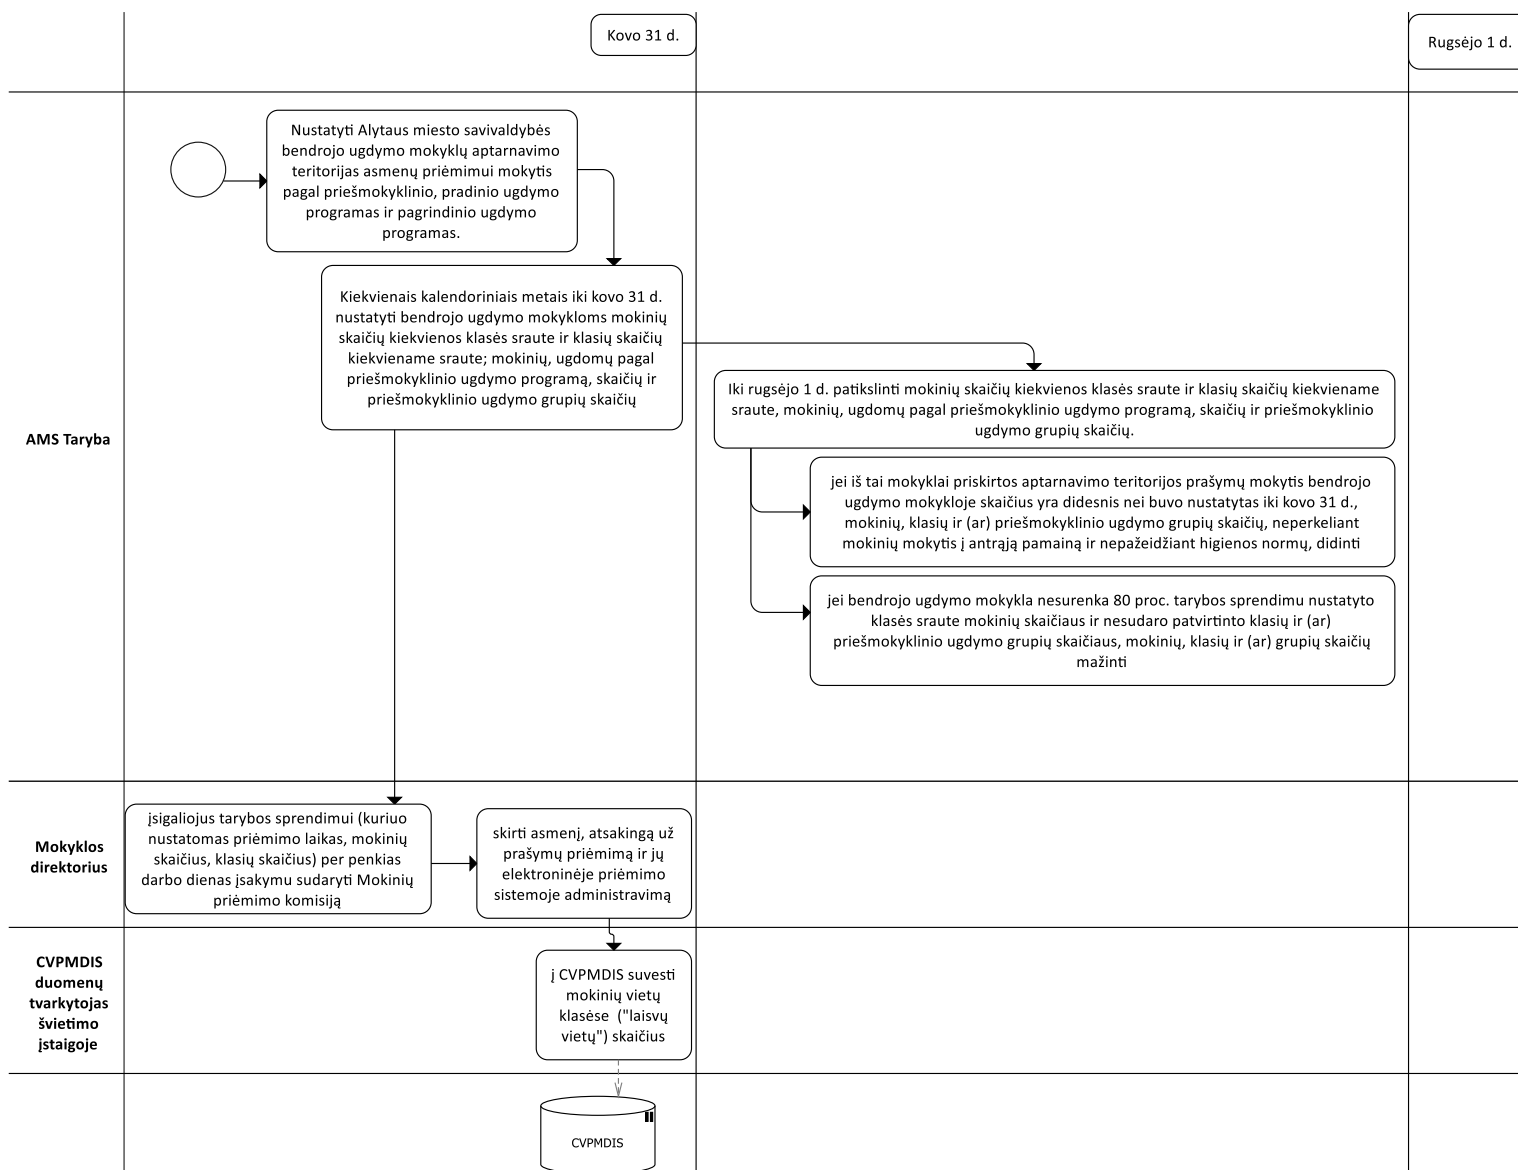 Kovo 31 d.
Rugsėjo 1 d.
AMS Taryba
Nustatyti Alytaus miesto savivaldybės
bendrojo ugdymo mokyklų aptarnavimo
teritorijas asmenų priėmimui mokytis
pagal priešmokyklinio, pradinio ugdymo
programas ir pagrindinio ugdymo
programas.
Kiekvienais kalendoriniais metais iki kovo 31 d.
nustatyti bendrojo ugdymo mokykloms mokinių
skaičių kiekvienos klasės sraute ir klasių skaičių
kiekviename sraute; mokinių, ugdomų pagal
priešmokyklinio ugdymo programą, skaičių ir
priešmokyklinio ugdymo grupių skaičių
Iki rugsėjo 1 d. patikslinti mokinių skaičių kiekvienos klasės sraute ir klasių skaičių kiekviename
sraute, mokinių, ugdomų pagal priešmokyklinio ugdymo programą, skaičių ir priešmokyklinio
ugdymo grupių skaičių.
jei iš tai mokyklai priskirtos aptarnavimo teritorijos prašymų mokytis bendrojo
ugdymo mokykloje skaičius yra didesnis nei buvo nustatytas iki kovo 31 d.,
mokinių, klasių ir (ar) priešmokyklinio ugdymo grupių skaičių, neperkeliant
mokinių mokytis į antrąją pamainą ir nepažeidžiant higienos normų, didinti
jei bendrojo ugdymo mokykla nesurenka 80 proc. tarybos sprendimu nustatyto
klasės sraute mokinių skaičiaus ir nesudaro patvirtinto klasių ir (ar)
priešmokyklinio ugdymo grupių skaičiaus, mokinių, klasių ir (ar) grupių skaičių
mažinti
Mokyklos
direktorius
įsigaliojus tarybos sprendimui (kuriuo
nustatomas priėmimo laikas, mokinių
skaičius, klasių skaičius) per penkias
darbo dienas įsakymu sudaryti Mokinių
priėmimo komisiją
skirti asmenį, atsakingą už
prašymų priėmimą ir jų
elektroninėje priėmimo
sistemoje administravimą
CVPMDIS
duomenų
tvarkytojas
švietimo
įstaigoje
į CVPMDIS suvesti
mokinių vietų
klasėse  ("laisvų
vietų") skaičius
CVPMDIS